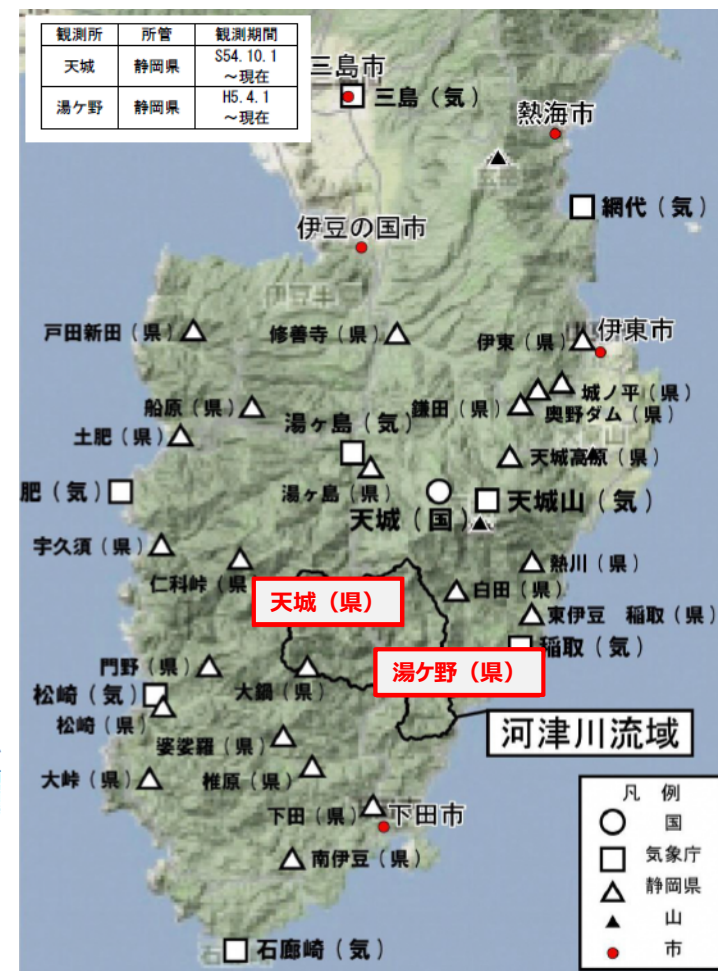 観測所 所管 観測期間
天城 静岡県 S54.10.1
～現在
湯ケ野 静岡県 H5.4.1
～現在
三島市
三島（気）
熱海市
網代（気）
伊豆の国市
戸田新田（県）
修善寺（県）
伊東（県）
伊東市
船原（県）
鎌田（県）
城ノ平（県）
奥野ダム（県）
土肥（県）
湯ヶ島（気）
天城高原（県）
肥（気）
湯ヶ島（県）
天城（国）
天城山（気）
宇久須（県）
仁科峠（県
熱川（県）
白田（県）
天城（県）
東伊豆　稲取（県）
稲取（気）
湯ケ野（県）
門野（県）
大鍋（県）
松崎（気）
松崎（県）
河津川流域
婆娑羅（県）
大峠（県）
椎原（県）
下田（県）
下田市
南伊豆（県）
石廊崎（気）
凡　例
国
気象庁
静岡県
山
市